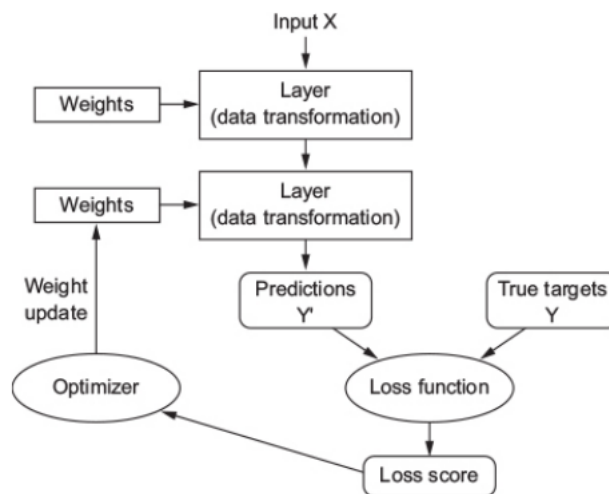 Input X
Layer
(data transformation)
Weights
Layer
(data transformation)
Weights
Weight
update
Predictions
Y'
True targets
Y
Optimizer
Loss function
Loss score